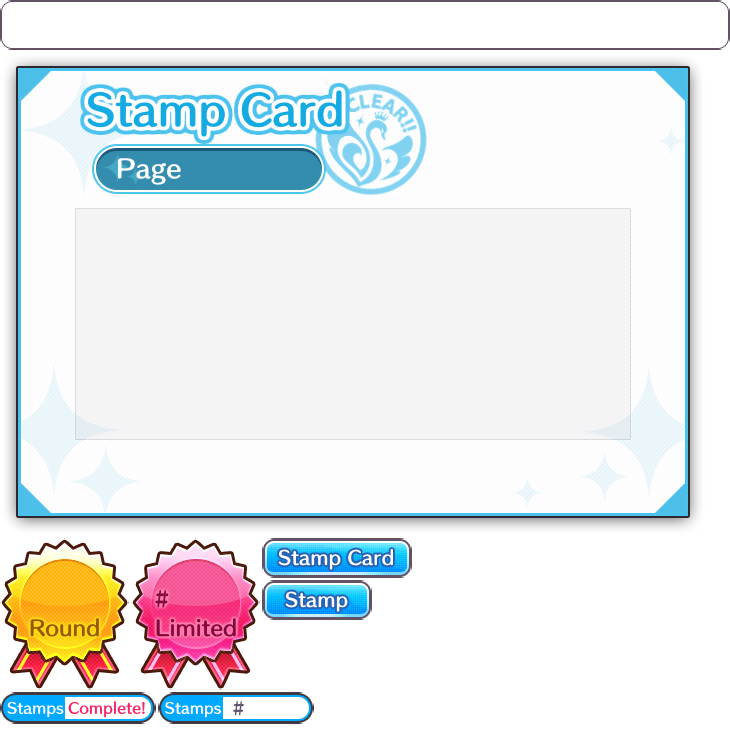 Stamp Card
CLEAR!!
Page
Round
#
Limited
Stamp Card
Stamp
Stamps Complete!
Stamps #